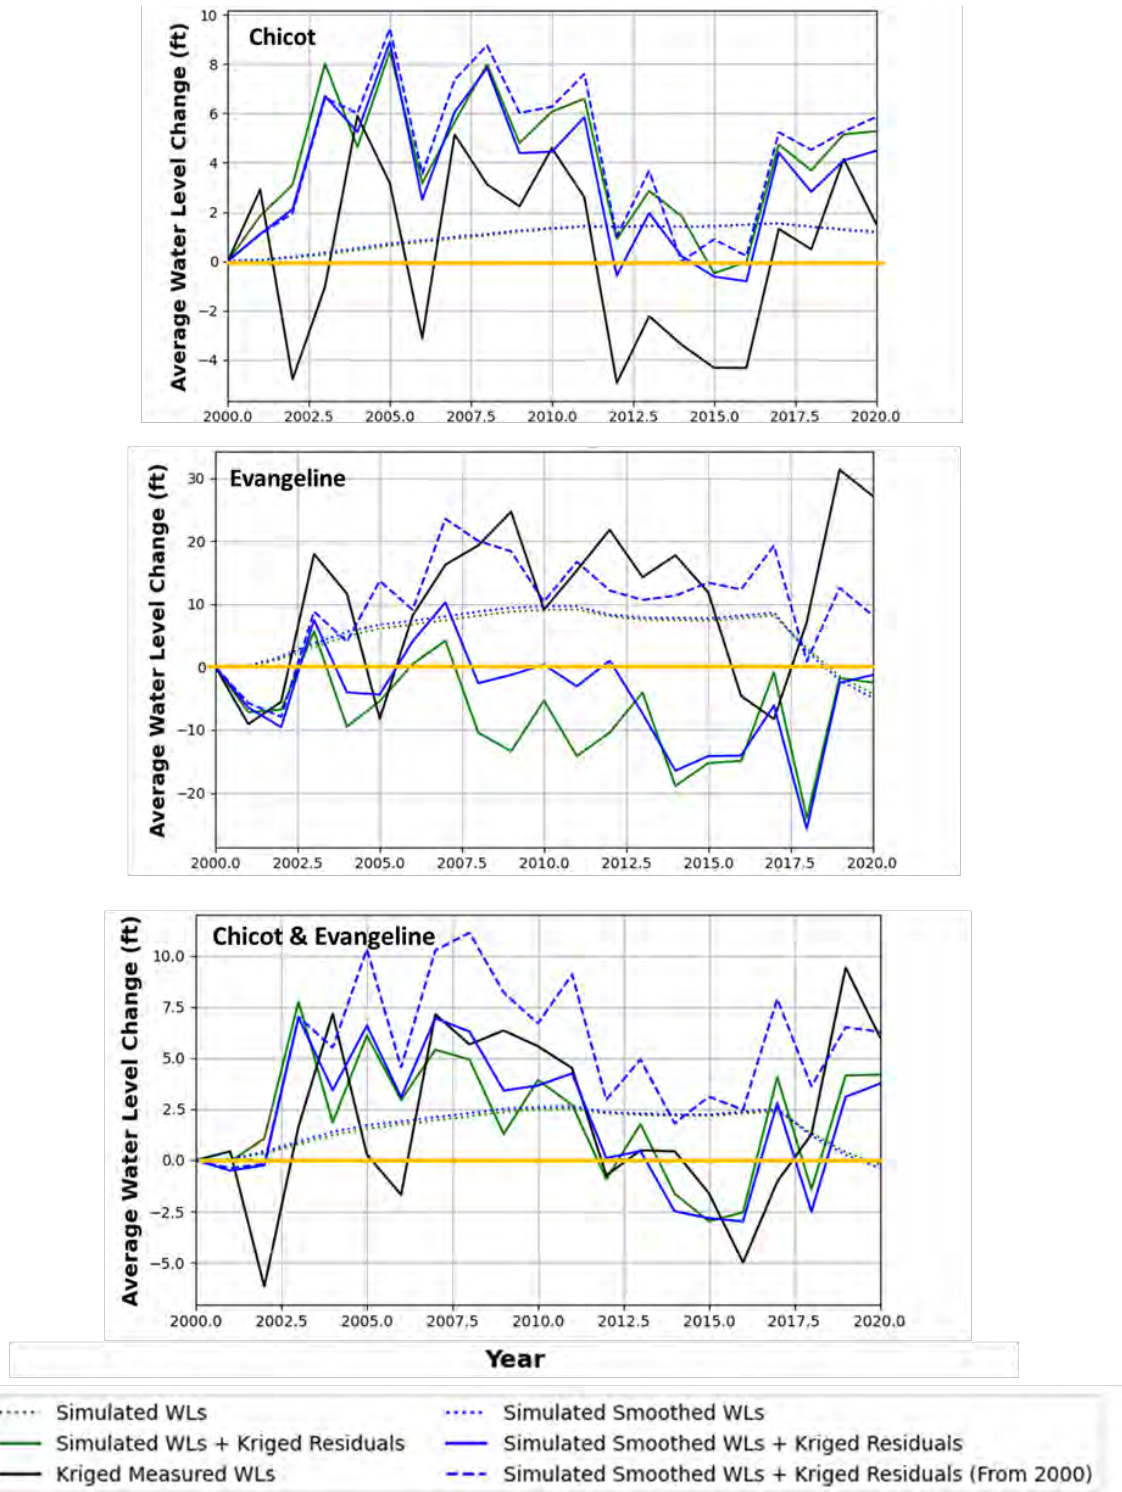 Chicot
Average Water Level Change (ft)
10
8
6
4
2
0
−2
−4
2000.0 2002.5 2005.0 2007.5 2010.0 2012.5 2015.0 2017.5 2020.0
Evangeline
Average Water Level Change (ft)
30
20
10
0
−10
−20
2000.0 2002.5 2005.0 2007.5 2010.0 2012.5 2015.0 2017.5 2020.0
Chicot & Evangeline
Average Water Level Change (ft)
10.0
7.5
5.0
2.5
0.0
−2.5
−5.0
2000.0 2002.5 2005.0 2007.5 2010.0 2012.5 2015.0 2017.5 2020.0
Year
Simulated WLs
Simulated WLs + Kriged Residuals
Kriged Measured WLs
Simulated Smoothed WLs
Simulated Smoothed WLs + Kriged Residuals
Simulated Smoothed WLs + Kriged Residuals (From 2000)